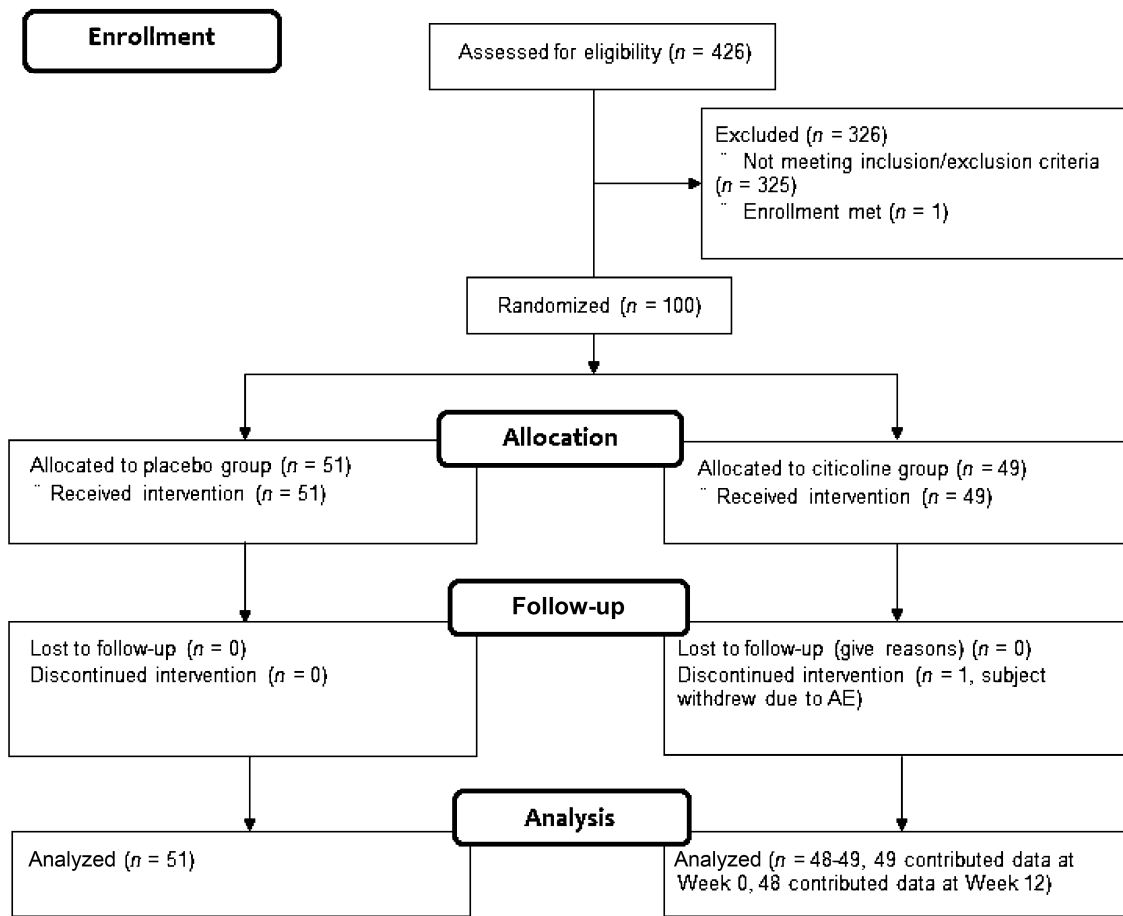 Enrollment
Assessed for eligibility (n = 426)
Excluded (n = 326)
¨ Not meeting inclusion/exclusion criteria
(n = 325)
¨ Enrollment met (n = 1)
Randomized (n = 100)
Allocation
Allocated to placebo group (n = 51)
¨ Received intervention (n = 51)
Allocated to citicoline group (n = 49)
¨ Received intervention (n = 49)
Follow-up
Lost to follow-up (n = 0)
Discontinued intervention (n = 0)
Lost to follow-up (give reasons) (n = 0)
Discontinued intervention (n = 1, subject
withdrew due to AE)
Analysis
Analyzed (n = 51)
Analyzed (n = 48-49, 49 contributed data at
Week 0, 48 contributed data at Week 12)